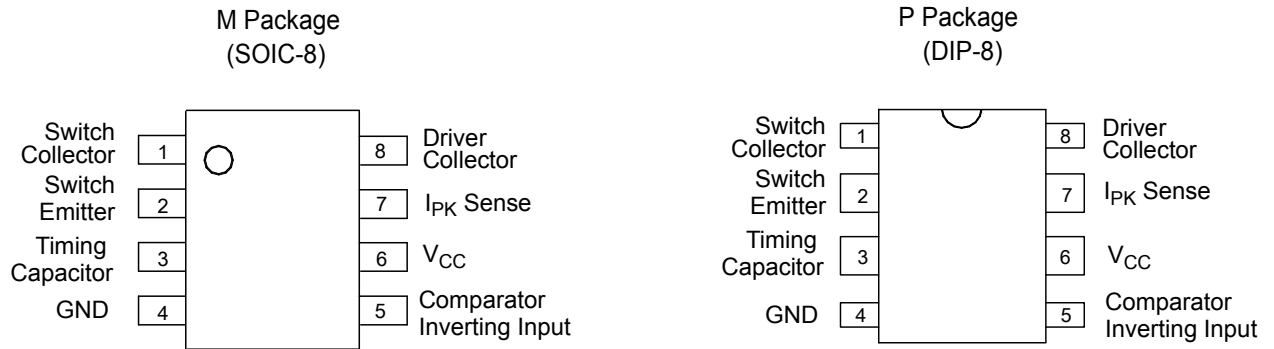 M Package
(SOIC-8)
Switch
Collector
1
Switch
Emitter
2
Timing
Capacitor
3
GND
4
8
Driver
Collector
7
IPK Sense
6
VCC
5
Comparator
Inverting Input
P Package
(DIP-8)
Switch
Collector
1
Switch
Emitter
2
Timing
Capacitor
3
GND
4
8
Driver
Collector
7
IPK Sense
6
VCC
5
Comparator
Inverting Input